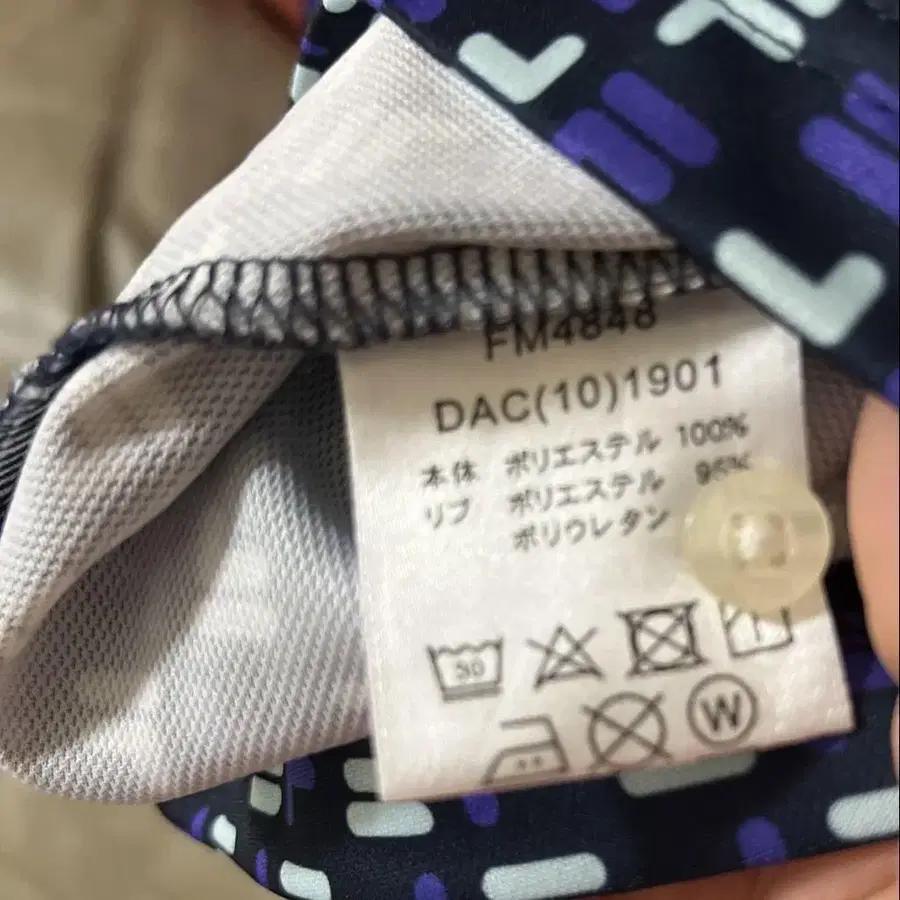 FM4848
DAC(10)1901
本体 ポリエステル 100%
リブ ポリエステル 95%
ポリウレタン
30
W